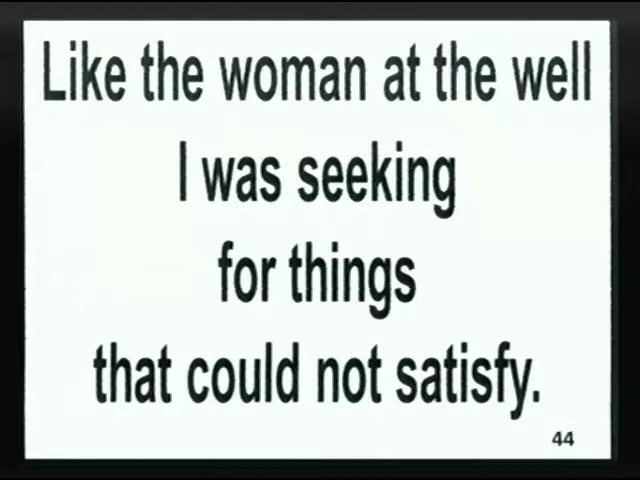 Like the woman at the well
I was seeking
for things
that could not satisfy.
44